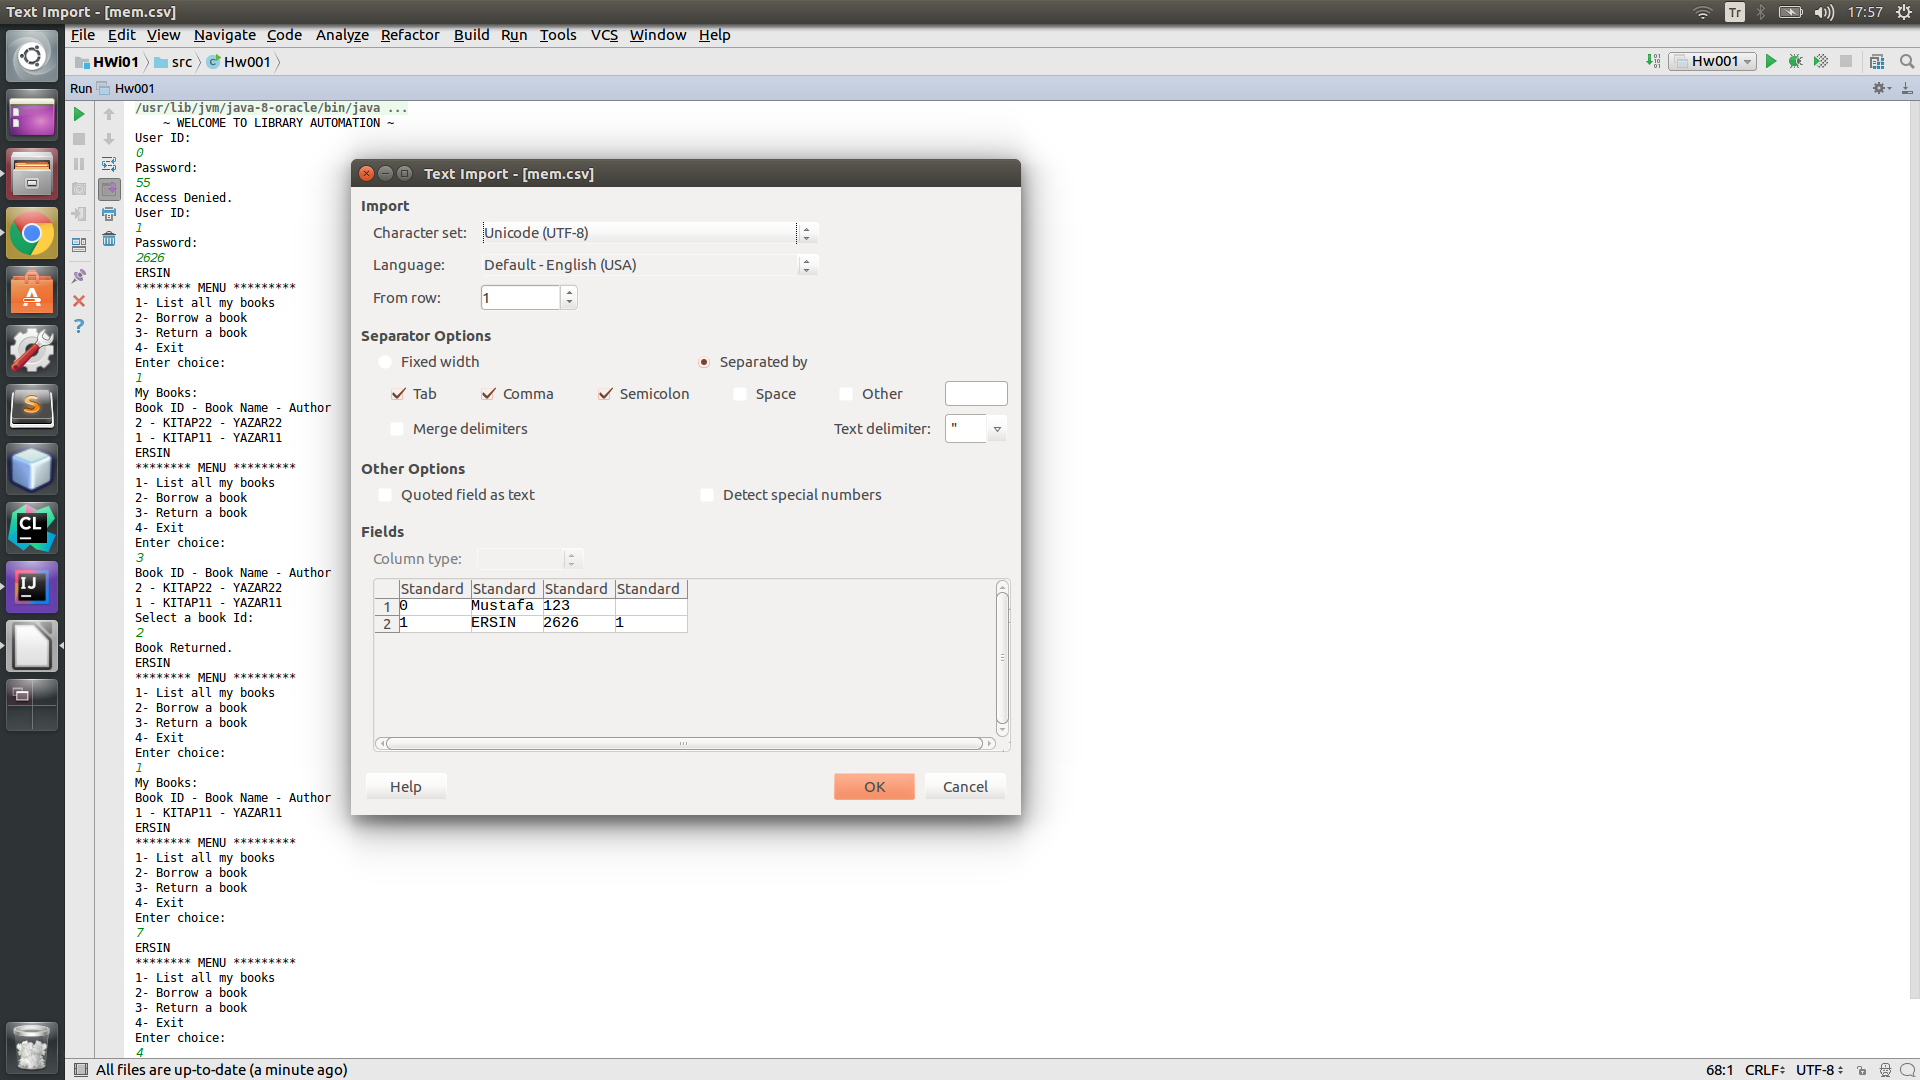 Text Import - [mem.csv]
Tr
17:57
File Edit View Navigate Code Analyze Refactor Build Run Tools VCS Window Help
HWi01 src Hw001
Hw001
Run Hw001
/usr/lib/jvm/java-8-oracle/bin/java ...
~ WELCOME TO LIBRARY AUTOMATION ~
User ID:
0
Password:
55
Access Denied.
User ID:
1
Password:
2626
ERSIN
******** MENU *********
1- List all my books
2- Borrow a book
3- Return a book
4- Exit
Enter choice:
1
My Books:
Book ID - Book Name - Author
2 - KITAP22 - YAZAR22
1 - KITAP11 - YAZAR11
ERSIN
******** MENU *********
1- List all my books
2- Borrow a book
3- Return a book
4- Exit
Enter choice:
3
Book ID - Book Name - Author
2 - KITAP22 - YAZAR22
1 - KITAP11 - YAZAR11
Select a book Id:
2
Book Returned.
ERSIN
******** MENU *********
1- List all my books
2- Borrow a book
3- Return a book
4- Exit
Enter choice:
1
My Books:
Book ID - Book Name - Author
1 - KITAP11 - YAZAR11
ERSIN
******** MENU *********
1- List all my books
2- Borrow a book
3- Return a book
4- Exit
Enter choice:
7
ERSIN
******** MENU *********
1- List all my books
2- Borrow a book
3- Return a book
4- Exit
Enter choice:
4
Text Import - [mem.csv]
Import
Character set: Unicode (UTF-8)
Language: Default - English (USA)
From row: 1
Separator Options
Fixed width Separated by
Tab Comma Semicolon Space Other
Merge delimiters Text delimiter: "
Other Options
Quoted field as text Detect special numbers
Fields
Column type:
Standard Standard Standard Standard
1 0 Mustafa 123
2 1 ERSIN 2626 1
Help OK Cancel
S
CL
IJ
All files are up-to-date (a minute ago)
68:1 CRLF UTF-8